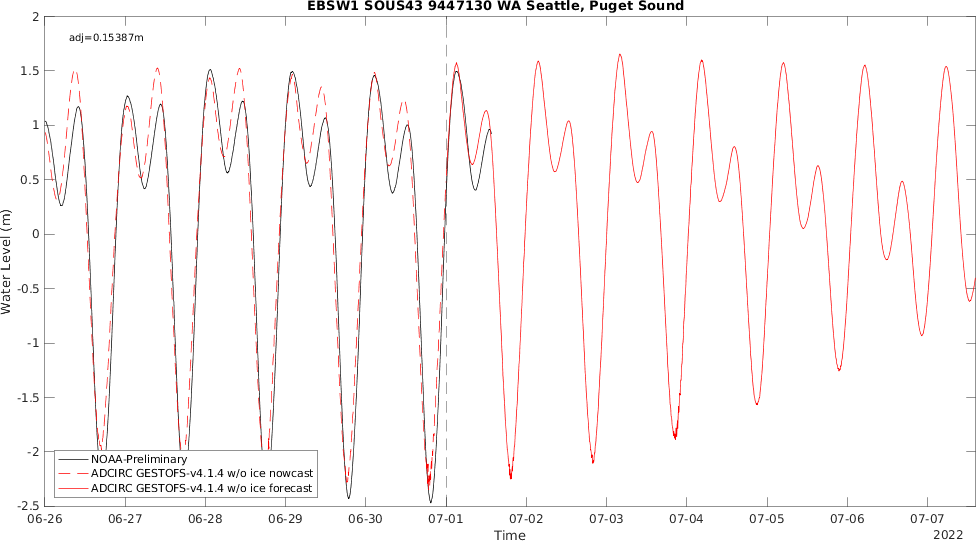 EBSW1 SOUS43 9447130 WA Seattle, Puget Sound
adj=0.15387m
Water Level (m)
2
1.5
1
0.5
0
-0.5
-1
-1.5
-2
-2.5
NOAA-Preliminary
ADCIRC GESTOFS-v4.1.4 w/o ice nowcast
ADCIRC GESTOFS-v4.1.4 w/o ice forecast
06-26 06-27 06-28 06-29 06-30 07-01 07-02 07-03 07-04 07-05 07-06 07-07
Time
2022